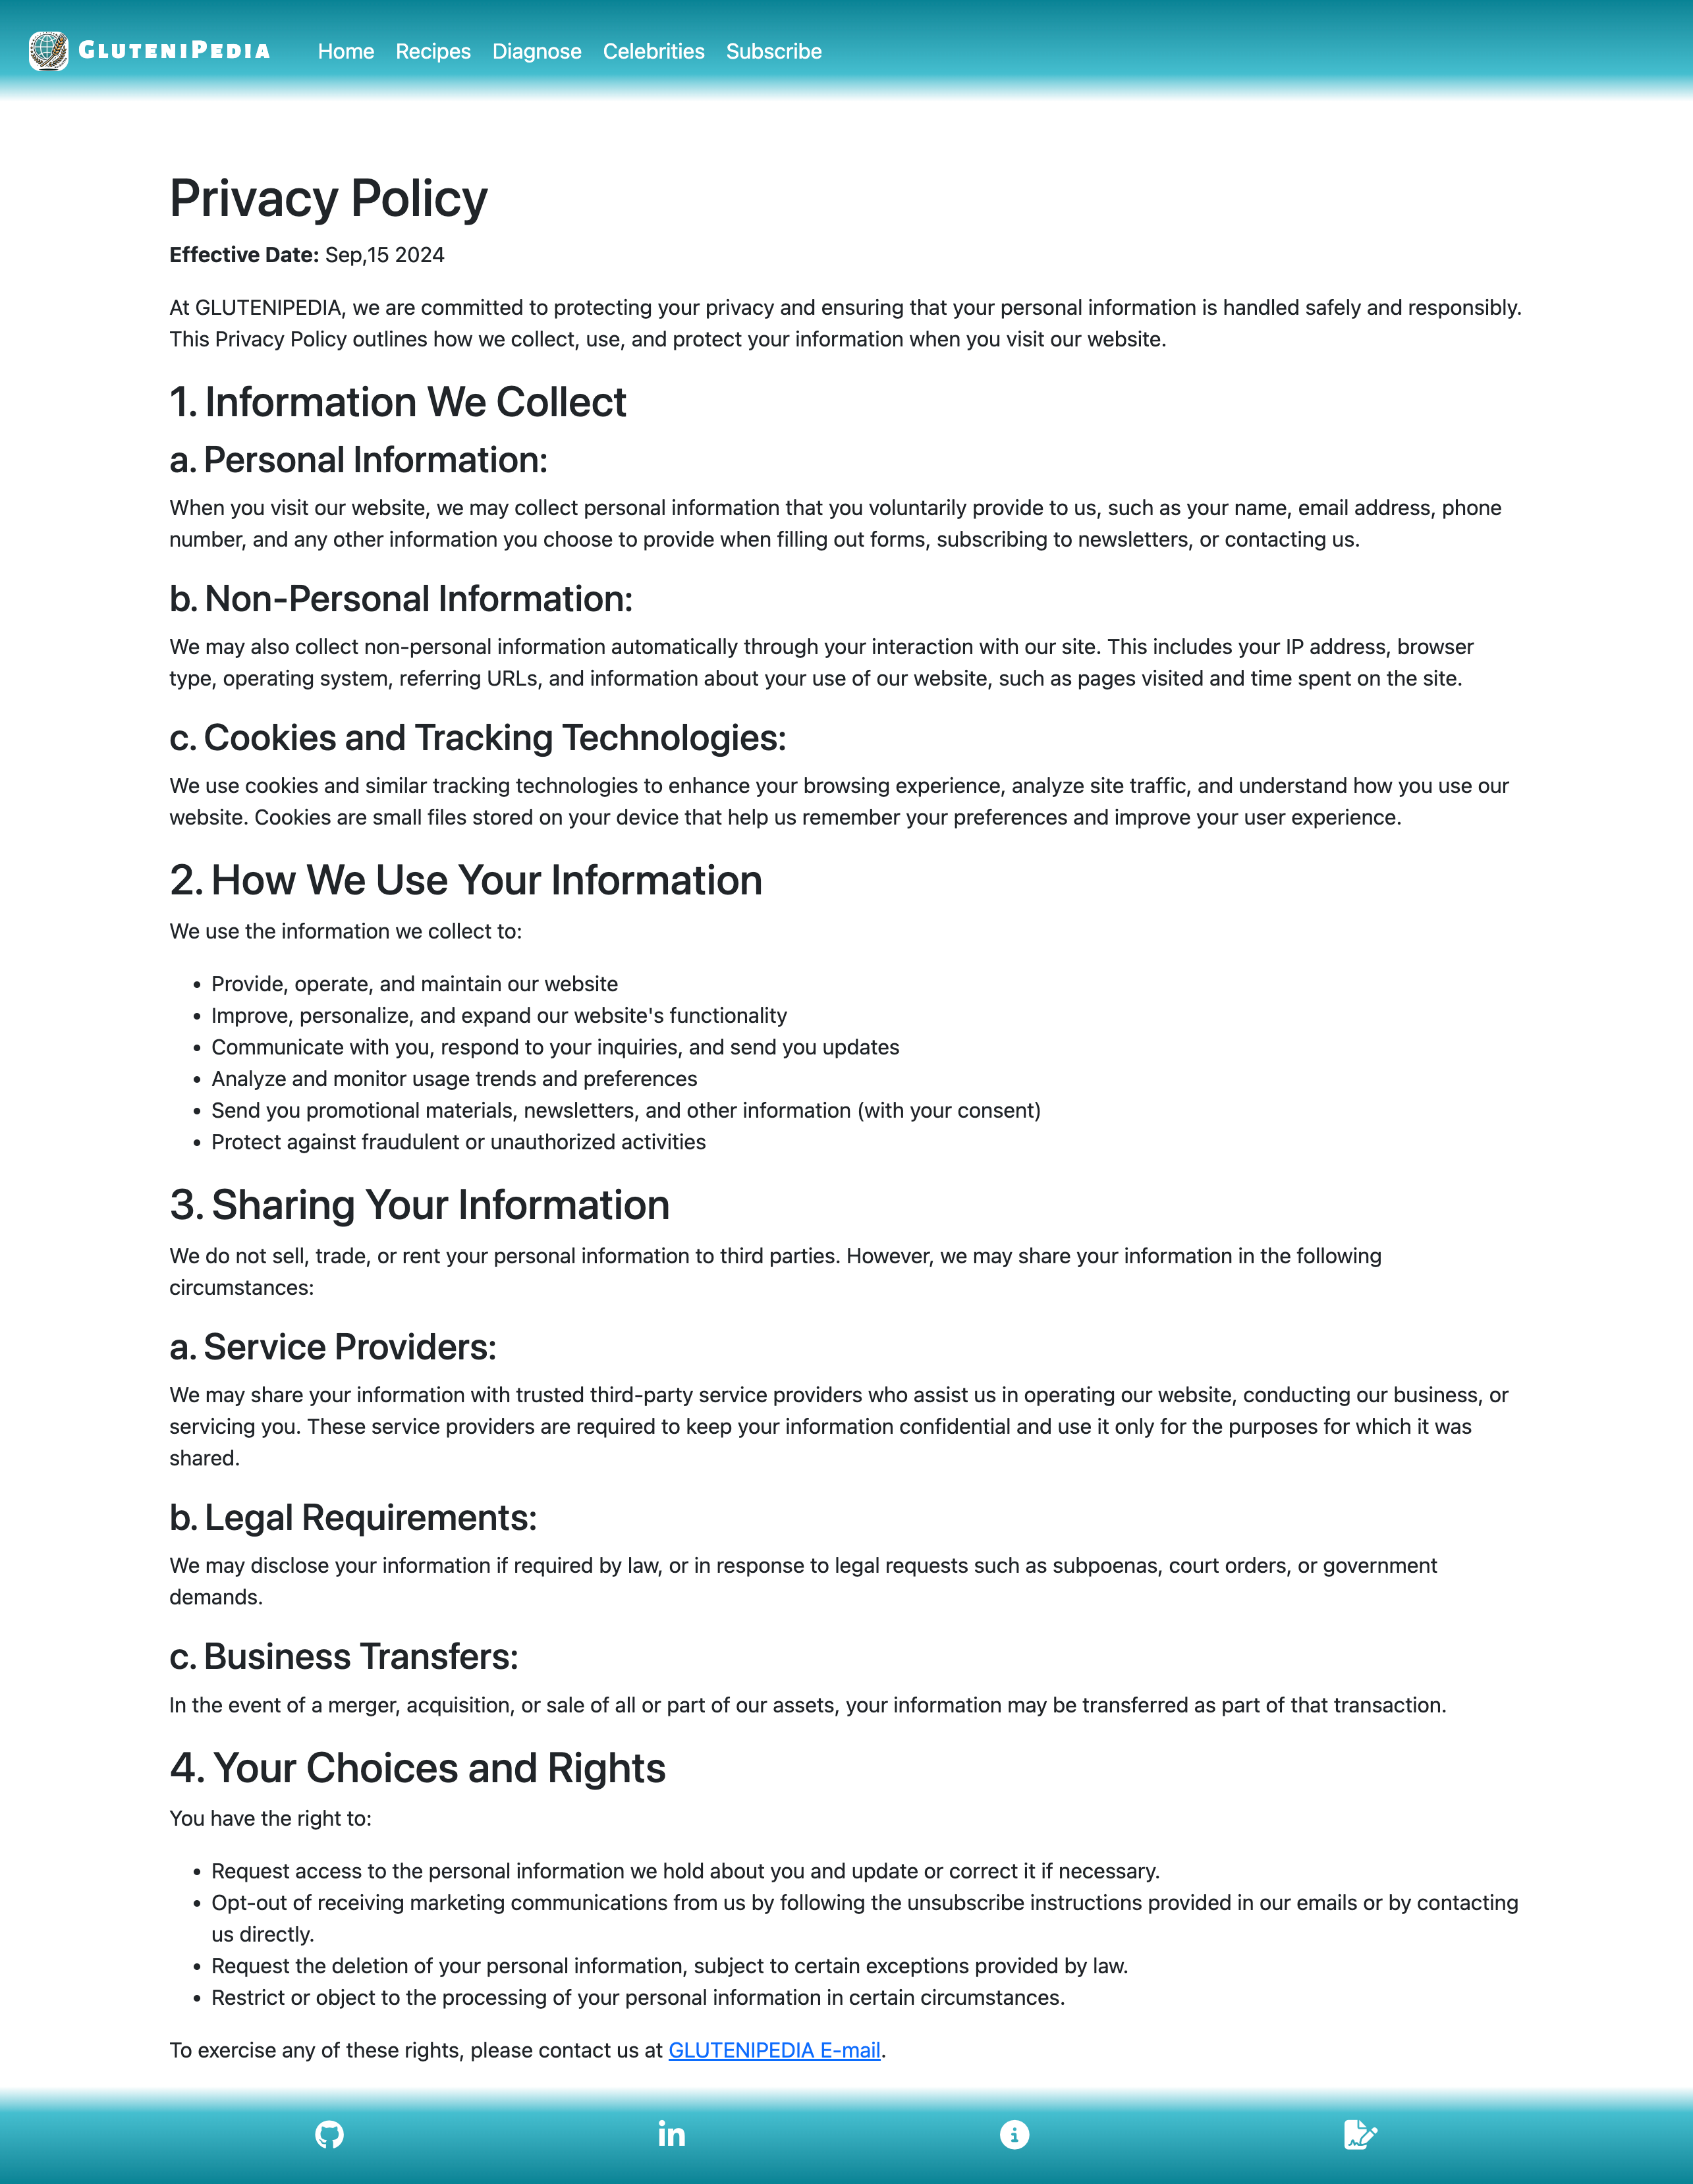 GLUTENIPEDIA
Home Recipes Diagnose Celebrities Subscribe
Privacy Policy
Effective Date: Sep,15 2024
At GLUTENIPEDIA, we are committed to protecting your privacy and ensuring that your personal information is handled safely and responsibly.
This Privacy Policy outlines how we collect, use, and protect your information when you visit our website.
1. Information We Collect
a. Personal Information:
When you visit our website, we may collect personal information that you voluntarily provide to us, such as your name, email address, phone
number, and any other information you choose to provide when filling out forms, subscribing to newsletters, or contacting us.
b. Non-Personal Information:
We may also collect non-personal information automatically through your interaction with our site. This includes your IP address, browser
type, operating system, referring URLs, and information about your use of our website, such as pages visited and time spent on the site.
c. Cookies and Tracking Technologies:
We use cookies and similar tracking technologies to enhance your browsing experience, analyze site traffic, and understand how you use our
website. Cookies are small files stored on your device that help us remember your preferences and improve your user experience.
2. How We Use Your Information
We use the information we collect to:
• Provide, operate, and maintain our website
• Improve, personalize, and expand our website's functionality
• Communicate with you, respond to your inquiries, and send you updates
• Analyze and monitor usage trends and preferences
• Send you promotional materials, newsletters, and other information (with your consent)
• Protect against fraudulent or unauthorized activities
3. Sharing Your Information
We do not sell, trade, or rent your personal information to third parties. However, we may share your information in the following
circumstances:
a. Service Providers:
We may share your information with trusted third-party service providers who assist us in operating our website, conducting our business, or
servicing you. These service providers are required to keep your information confidential and use it only for the purposes for which it was
shared.
b. Legal Requirements:
We may disclose your information if required by law, or in response to legal requests such as subpoenas, court orders, or government
demands.
c. Business Transfers:
In the event of a merger, acquisition, or sale of all or part of our assets, your information may be transferred as part of that transaction.
4. Your Choices and Rights
You have the right to:
• Request access to the personal information we hold about you and update or correct it if necessary.
• Opt-out of receiving marketing communications from us by following the unsubscribe instructions provided in our emails or by contacting
us directly.
• Request the deletion of your personal information, subject to certain exceptions provided by law.
• Restrict or object to the processing of your personal information in certain circumstances.
To exercise any of these rights, please contact us at GLUTENIPEDIA E-mail.